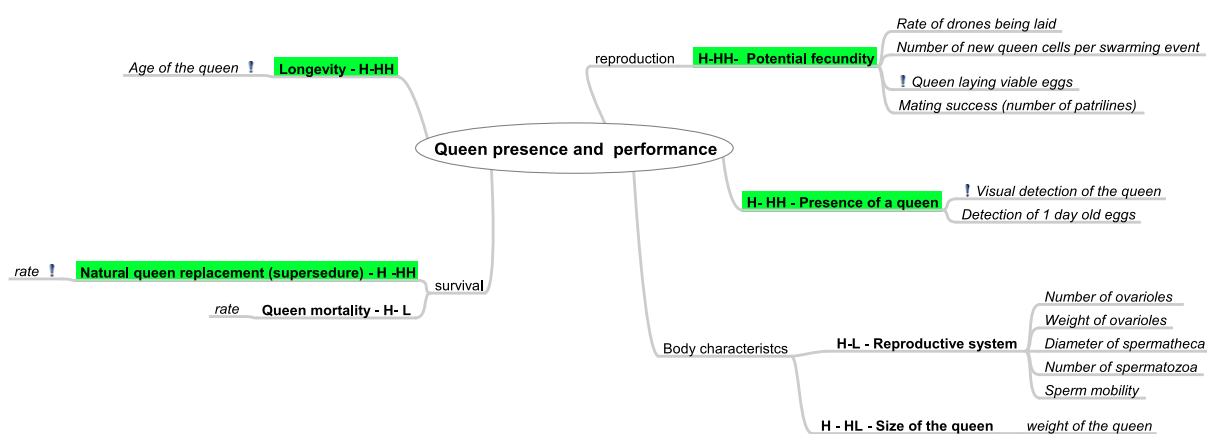 Rate of drones being laid
reproduction
H-HH- Potential fecundity
Number of new queen cells per swarming event
Age of the queen
Longevity - H-HH
Queen laying viable eggs
Mating success (number of patrilines)
Queen presence and performance
H- HH - Presence of a queen
Visual detection of the queen
Detection of 1 day old eggs
rate
Natural queen replacement (supersedure) - H -HH
survival
rate
Queen mortality - H- L
Body characteristcs
H-L - Reproductive system
Number of ovarioles
Weight of ovarioles
Diameter of spermatheca
Number of spermatozoa
Sperm mobility
H - HL - Size of the queen
weight of the queen